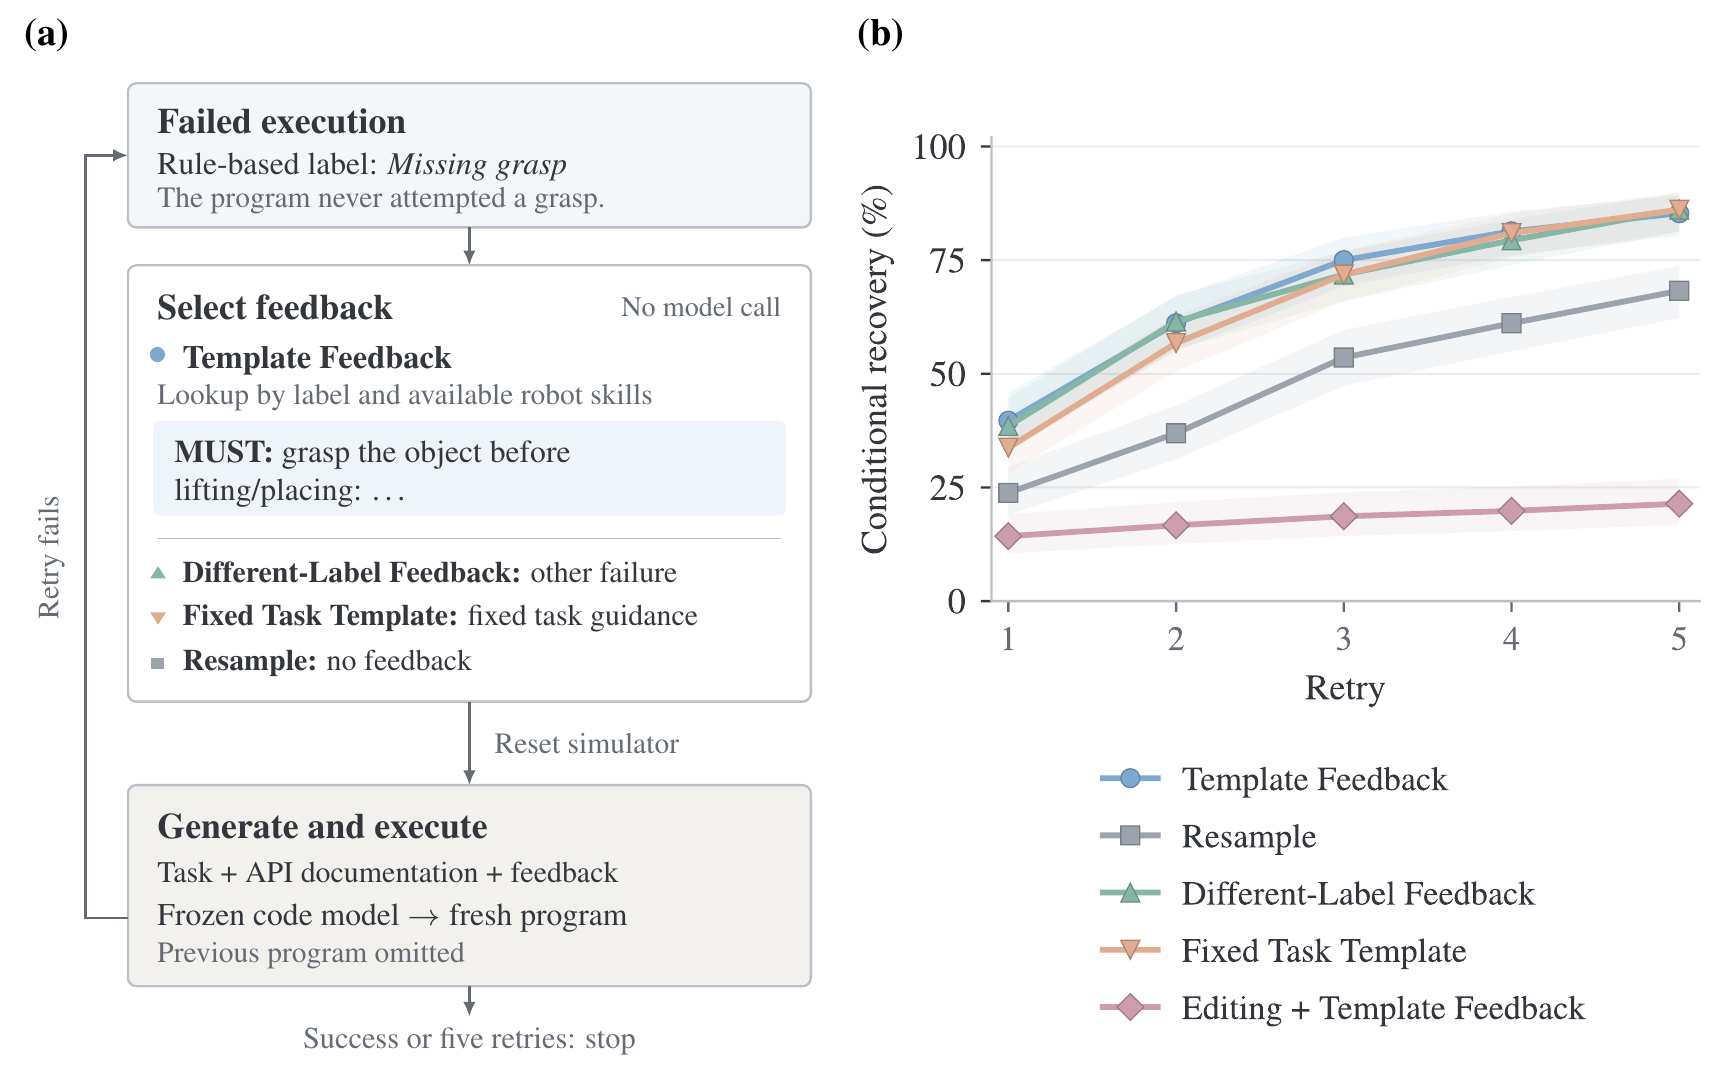 (a)
Failed execution
Rule-based label: Missing grasp
The program never attempted a grasp.
Select feedback
No model call
Template Feedback
Lookup by label and available robot skills
MUST: grasp the object before
lifting/placing: ...
Different-Label Feedback: other failure
Fixed Task Template: fixed task guidance
Resample: no feedback
Reset simulator
Generate and execute
Task + API documentation + feedback
Frozen code model → fresh program
Previous program omitted
Retry fails
Success or five retries: stop
(b)
Conditional recovery (%)
100
75
50
25
0
1 2 3 4 5
Retry
Template Feedback
Resample
Different-Label Feedback
Fixed Task Template
Editing + Template Feedback